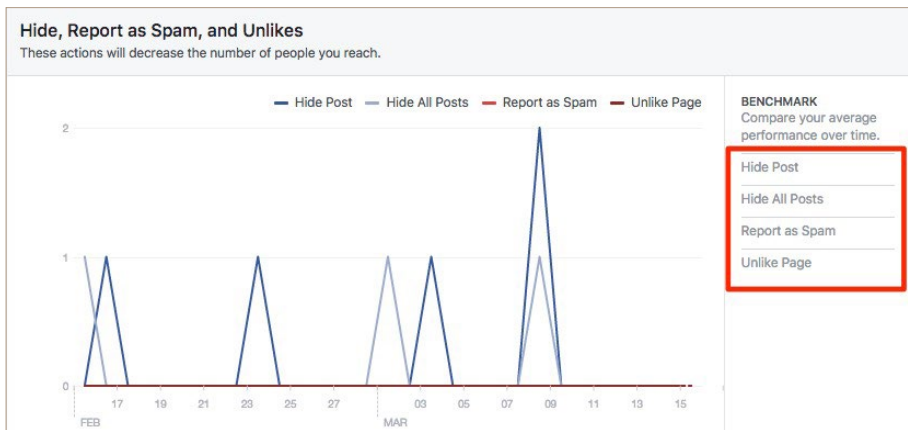 Hide, Report as Spam, and Unlikes
These actions will decrease the number of people you reach.
Hide Post
Hide All Posts
Report as Spam
Unlike Page
2
1
0
17
19
21
23
25
27
03
05
07
09
11
13
15
FEB
MAR
BENCHMARK
Compare your average
performance over time.
Hide Post
Hide All Posts
Report as Spam
Unlike Page